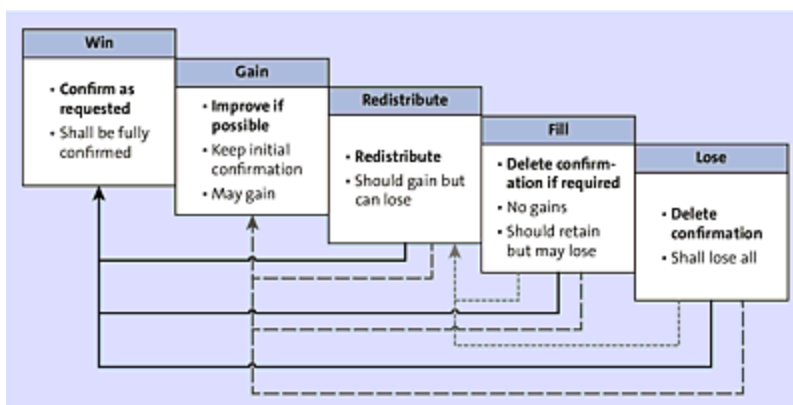 Win
• Confirm as
requested
• Shall be fully
confirmed
Gain
• Improve if
possible
• Keep initial
confirmation
• May gain
Redistribute
• Redistribute
• Should gain but
can lose
Fill
• Delete confirm-
ation if required
• No gains
• Should retain
but may lose
Lose
• Delete
confirmation
• Shall lose all